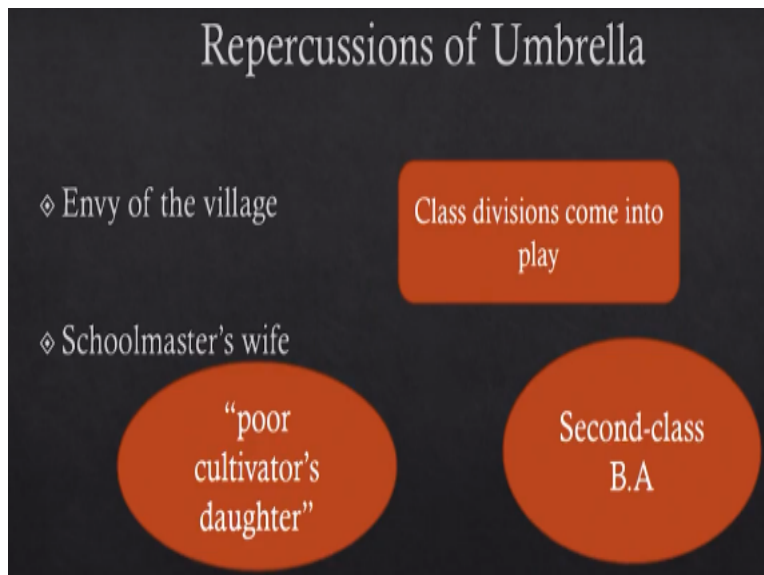 Repercussions of Umbrella
Envy of the village
Class divisions come into
play
Schoolmaster’s wife
“poor
cultivator’s
daughter”
Second-class
B.A